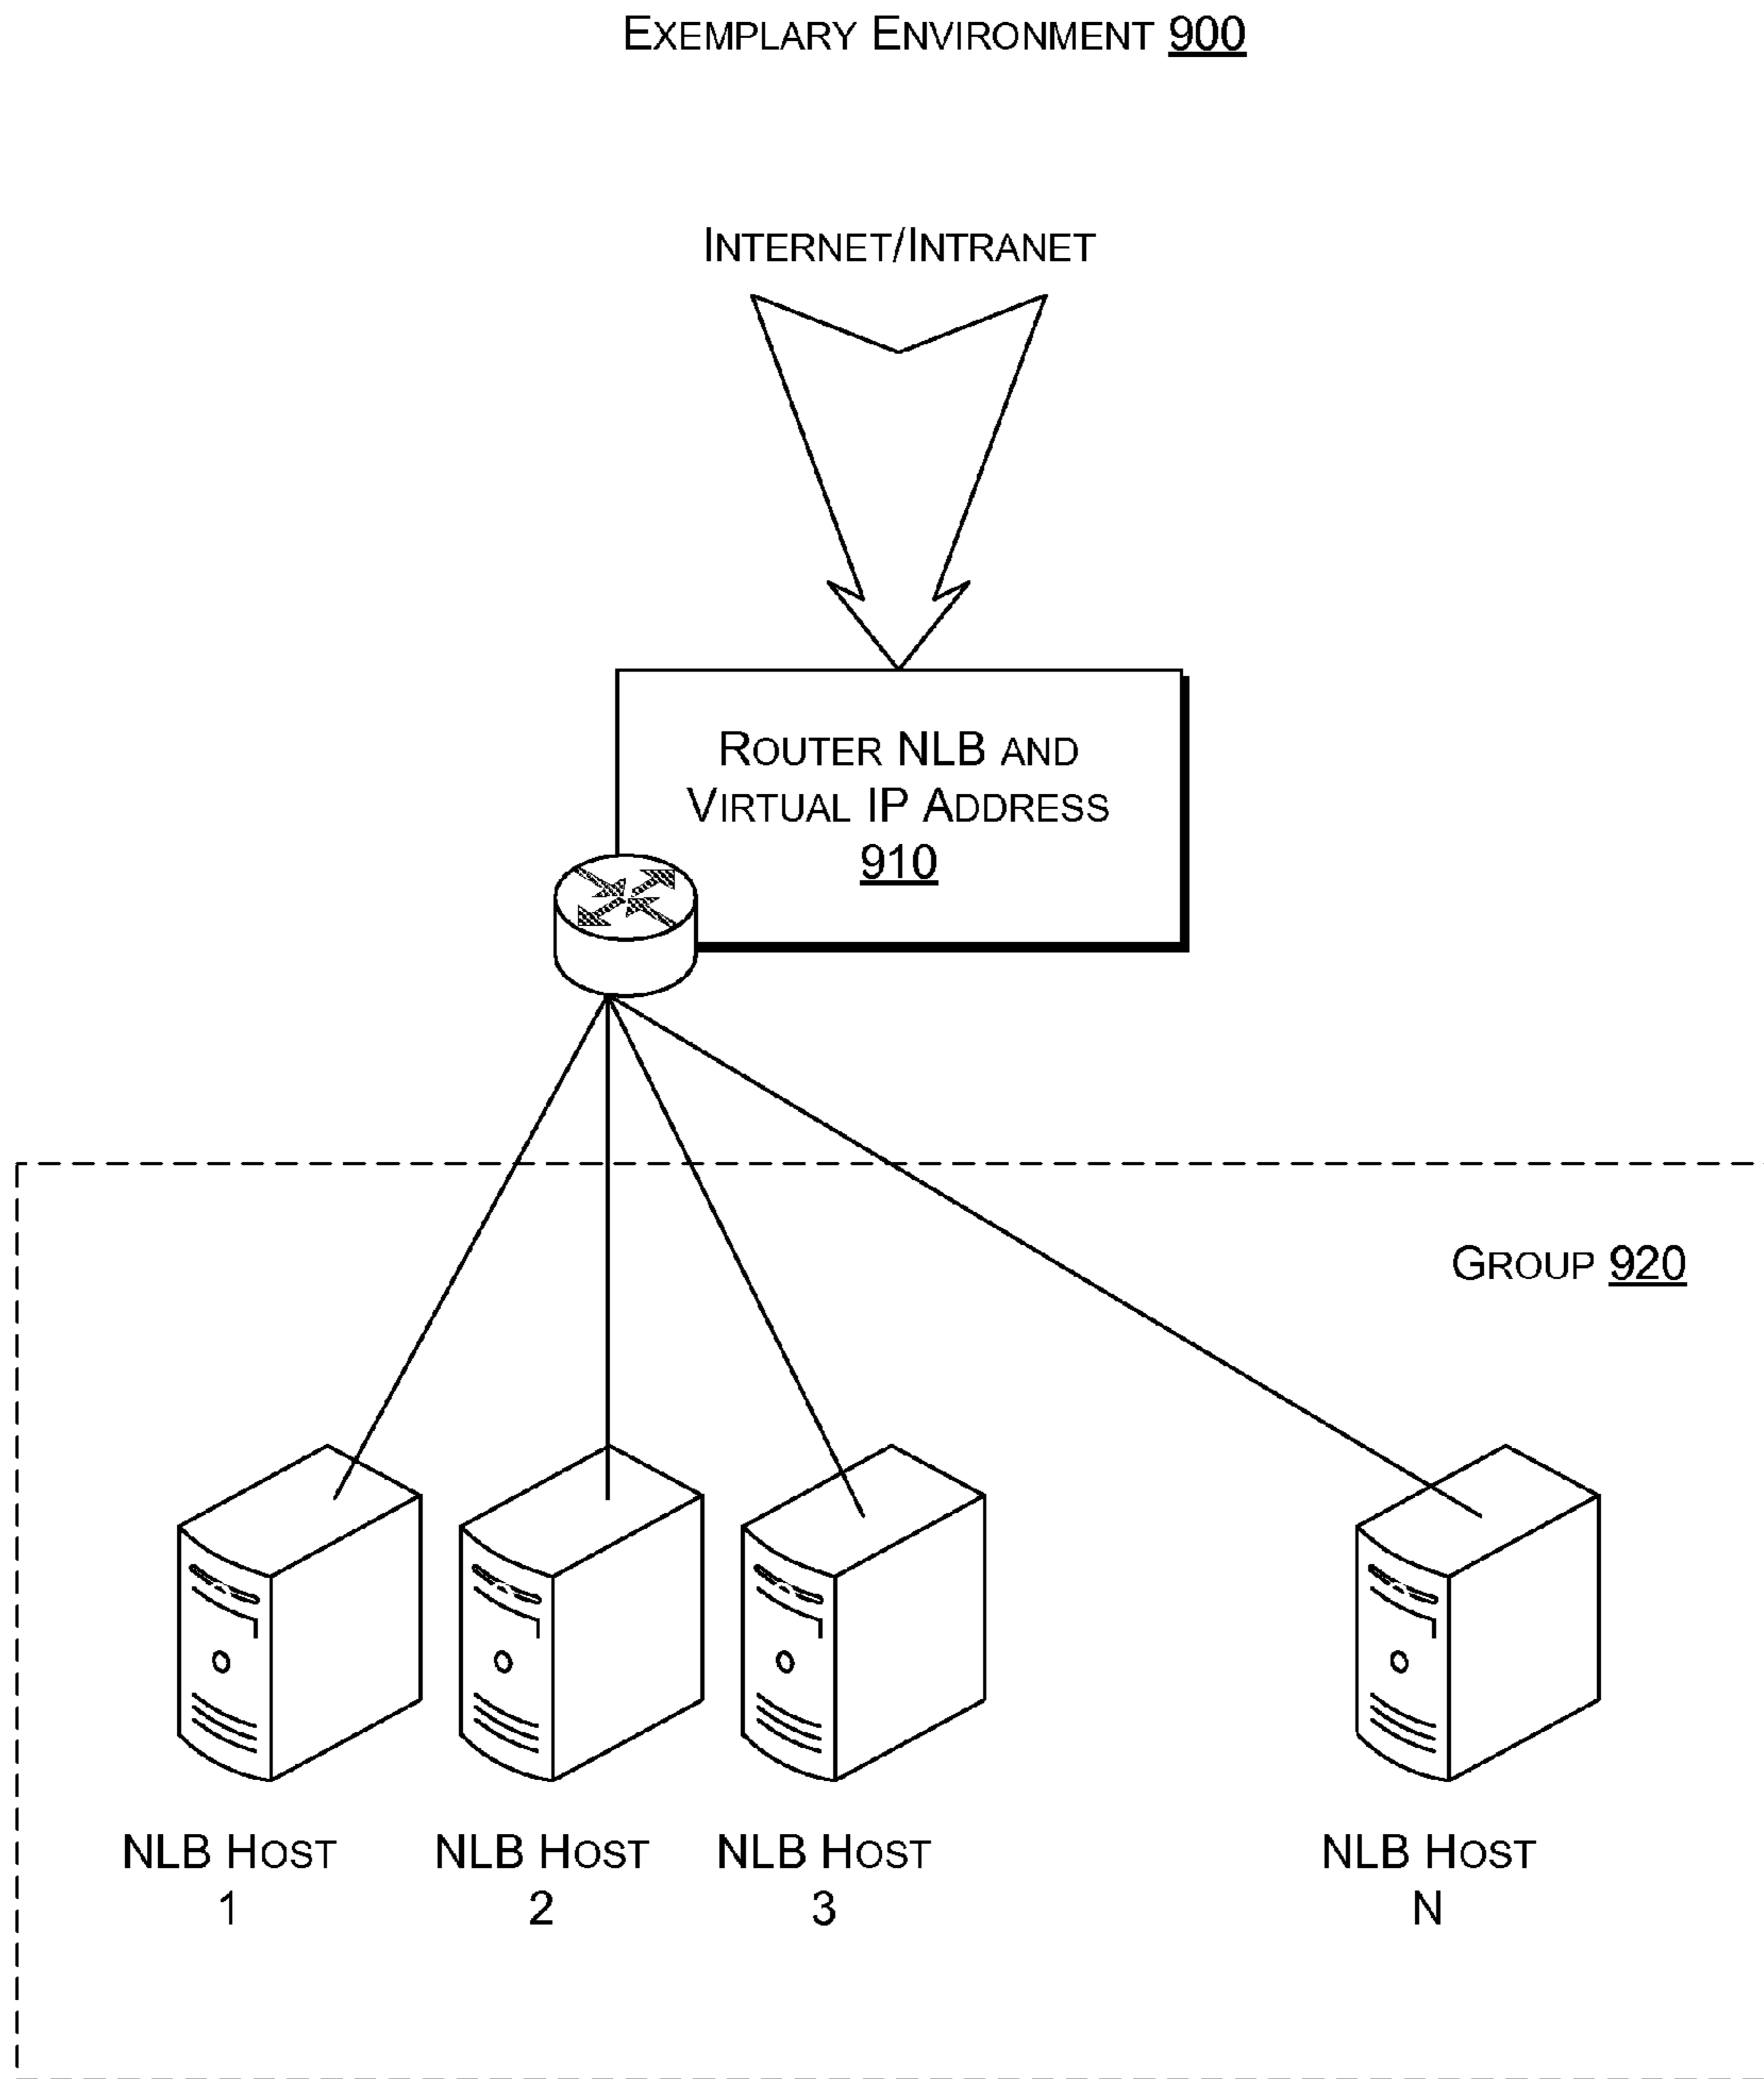 EXEMPLARY ENVIRONMENT 900
INTERNET/INTRANET
ROUTER NLB AND
VIRTUAL IP ADDRESS
910
GROUP 920
NLB HOST
1
NLB HOST
2
NLB HOST
3
NLB HOST
N